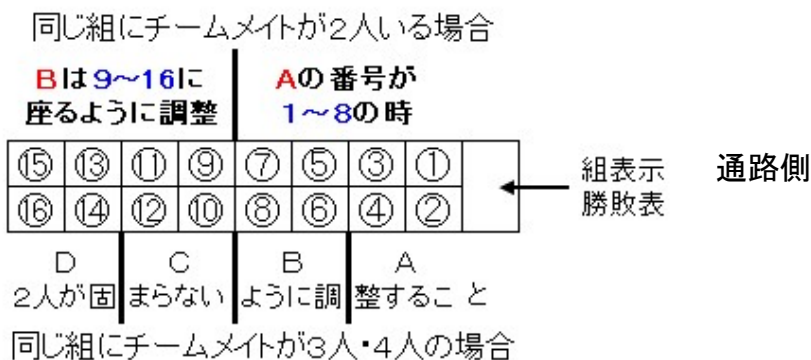 同じ組にチームメイトが2人いる場合
Bは9～16に
座るように調整
Aの番号が
1～8の時
⑮ ⑬ ⑪ ⑨ ⑦ ⑤ ③ ①
⑯ ⑭ ⑫ ⑩ ⑧ ⑥ ④ ②
組表示
勝敗表
通路側
D C B A
2人が固まらないように調整すること
同じ組にチームメイトが3人・4人の場合